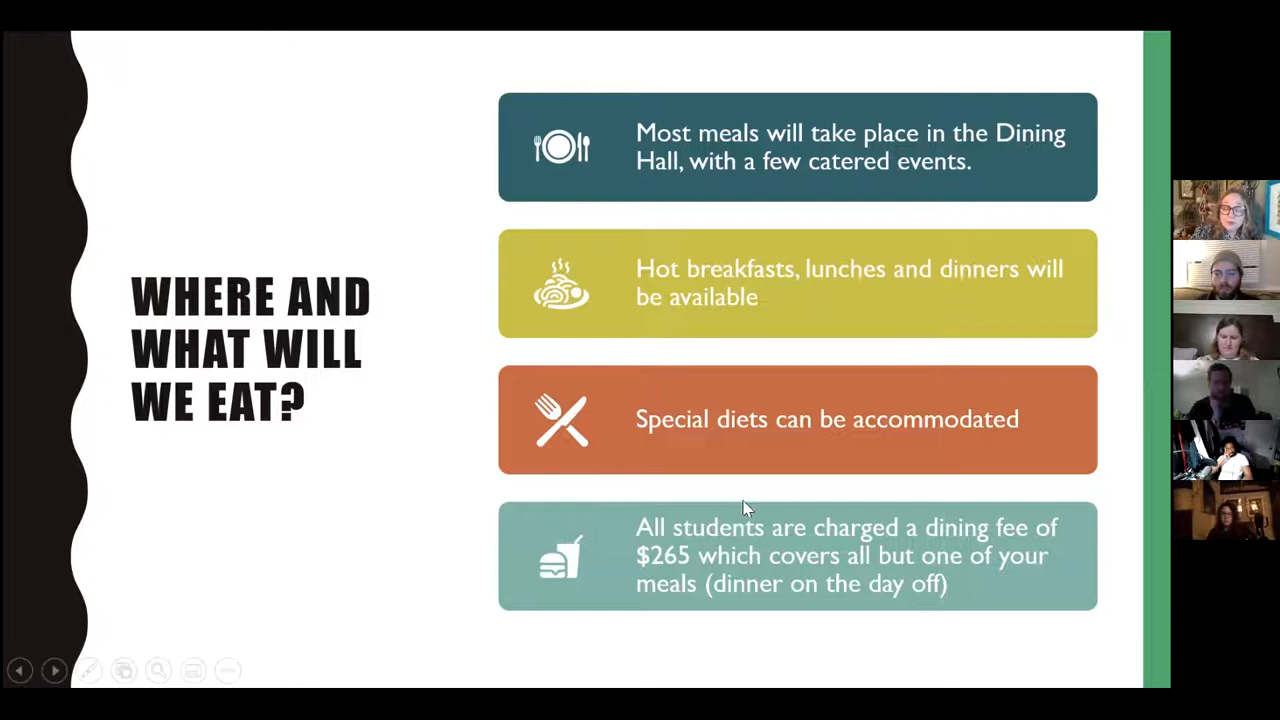 WHERE AND
WHAT WILL
WE EAT?
Most meals will take place in the Dining
Hall, with a few catered events.
Hot breakfasts, lunches and dinners will
be available
Special diets can be accommodated
All students are charged a dining fee of
$265 which covers all but one of your
meals (dinner on the day off)